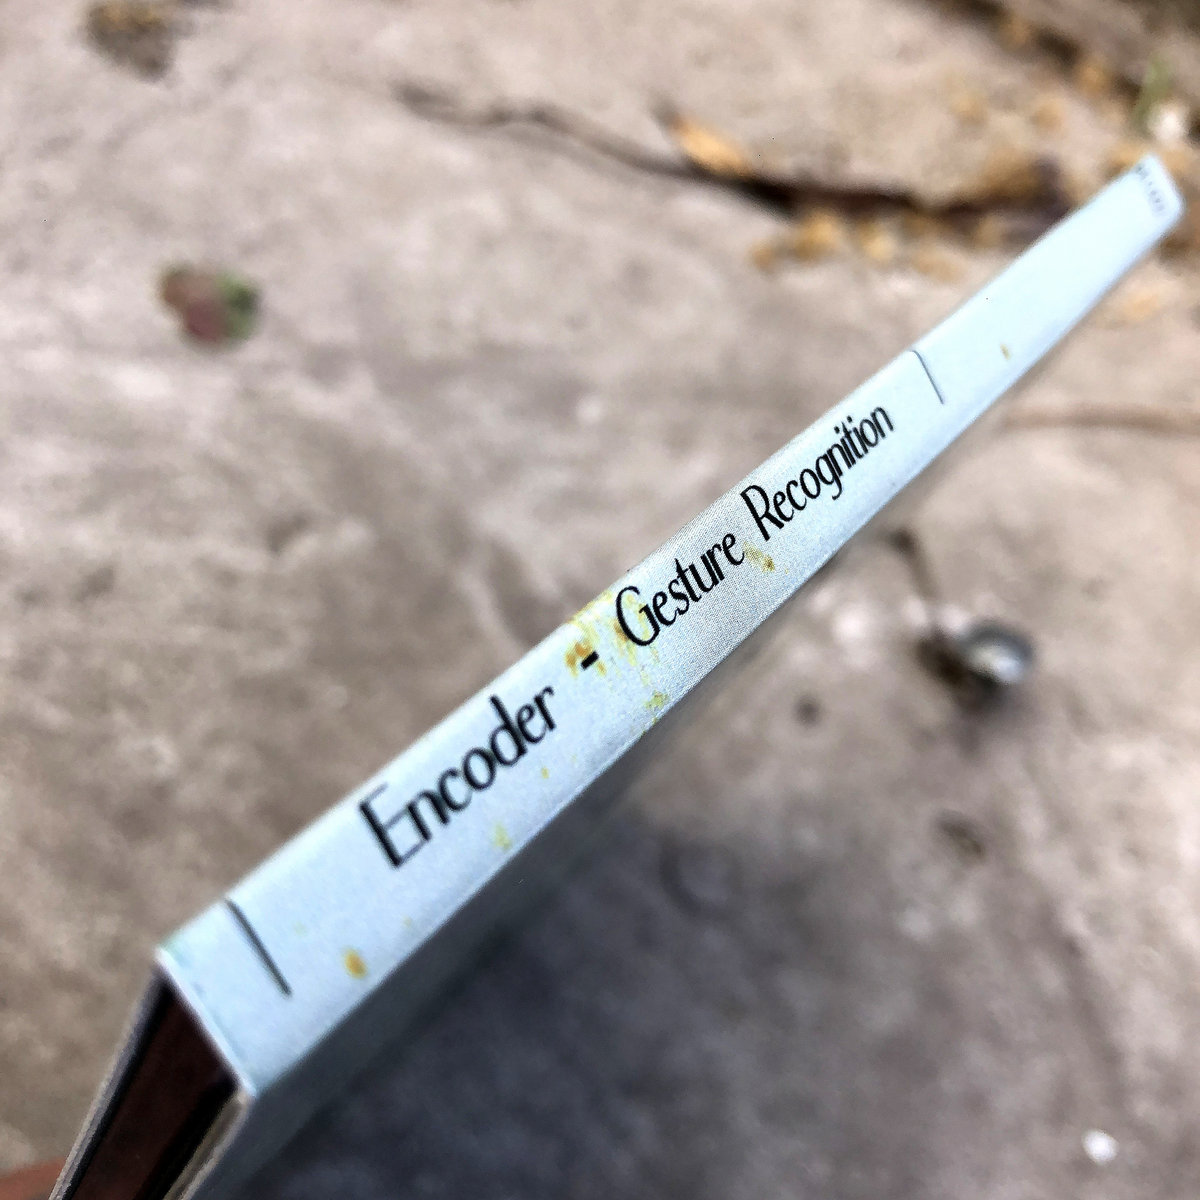 Encoder - Gesture Recognition